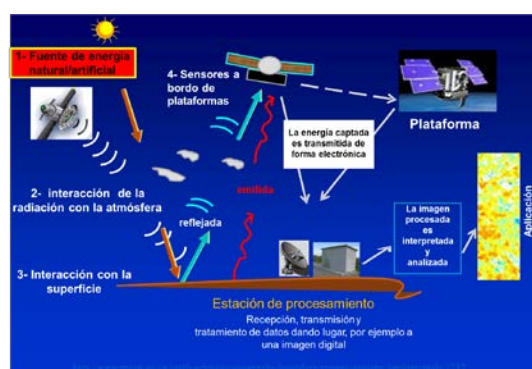 1- Fuente de energía
natural/artificial
4- Sensores a
bordo de
plataformas
Plataforma
La energía captada
es transmitida de
forma electrónica
2- interacción de la
radiación con la atmósfera
emitida
reflejada
La imagen
procesada
es
interpretada
y
analizada
Aplicación
3- Interacción con la
superficie
Estación de procesamiento
Recepción, transmisión y
tratamiento de datos dando lugar, por ejemplo a
una imagen digital